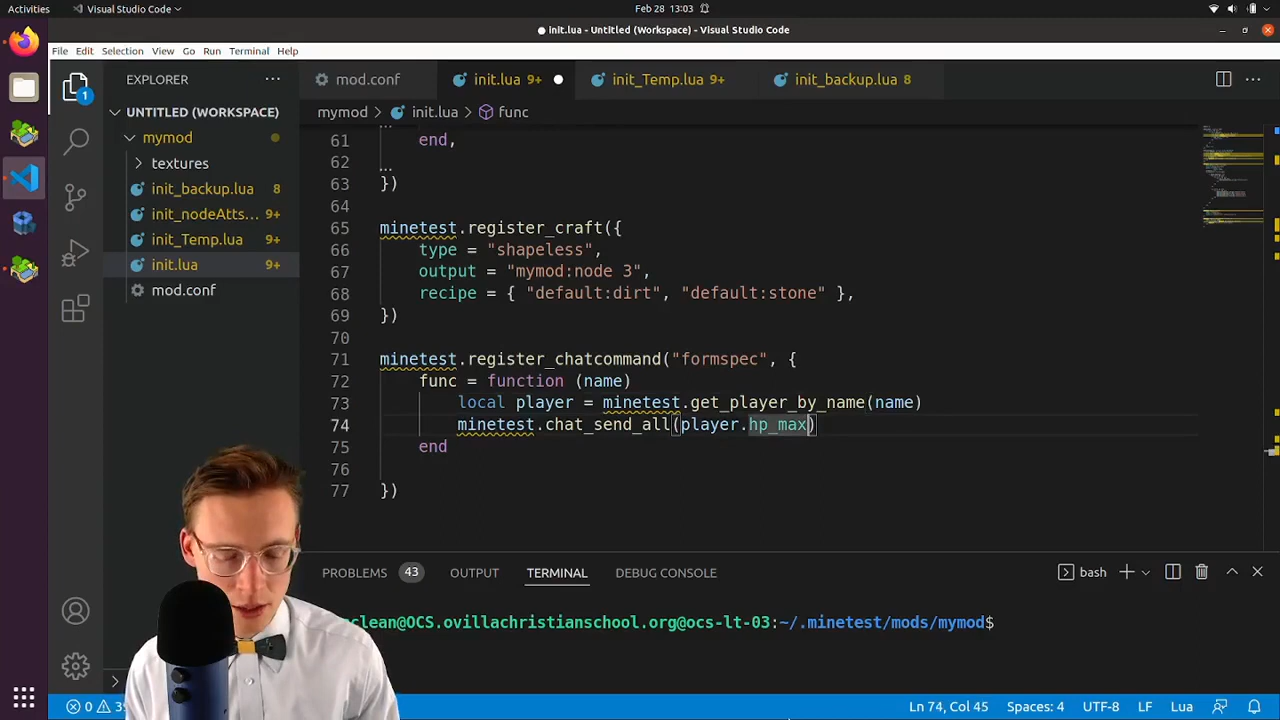 Activities
Visual Studio Code
Feb 28 13:03
init.lua - Untitled (Workspace) - Visual Studio Code
File Edit Selection View Go Run Terminal Help
EXPLORER
mod.conf
init.lua 9+
init_Temp.lua 9+
init_backup.lua 8
mymod > init.lua > func
1
UNTITLED (WORKSPACE)
mymod
textures
init_backup.lua 8
init_nodeAtts... 9+
init_Temp.lua 9+
init.lua 9+
mod.conf
61 end,
62
63 })
64
65 minetest.register_craft({
66 type = "shapeless",
67 output = "mymod:node 3",
68 recipe = { "default:dirt", "default:stone" },
69 })
70
71 minetest.register_chatcommand("formspec", {
72 func = function (name)
73 local player = minetest.get_player_by_name(name)
74 minetest.chat_send_all(player.hp_max)
75 end
76
77 })
PROBLEMS 43 OUTPUT TERMINAL DEBUG CONSOLE
bash
clean@OCS.ovillachristianschool.org@ocs-lt-03:~/.minetest/mods/mymod$
0
Ln 74, Col 45 Spaces: 4 UTF-8 LF Lua